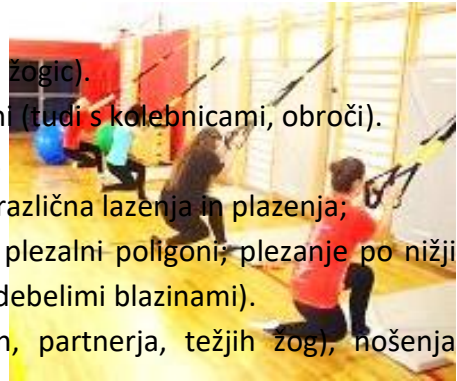 žogic).
ni (tudi s kolebnicami, obroči).
različna lazenja in plazenja;
plezalni poligoni; plezanje po nižji
debelimi blazinami).
n, partnerja, težjih žog), nošenja